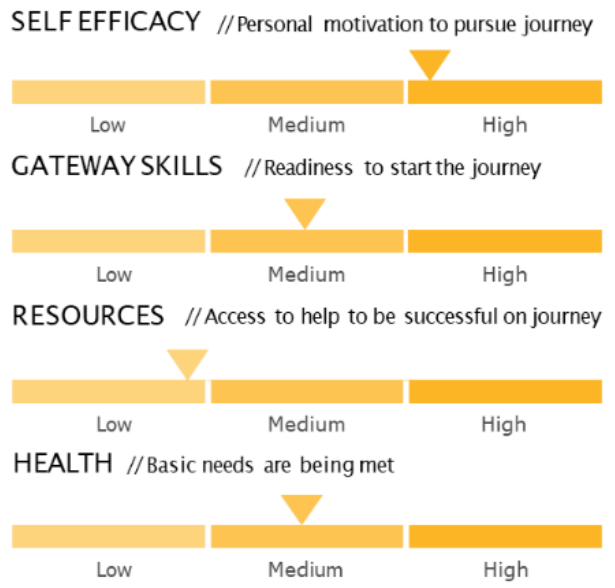 SELF EFFICACY // Personal motivation to pursue journey
Low Medium High
GATEWAY SKILLS // Readiness to start the journey
Low Medium High
RESOURCES // Access to help to be successful on journey
Low Medium High
HEALTH // Basic needs are being met
Low Medium High